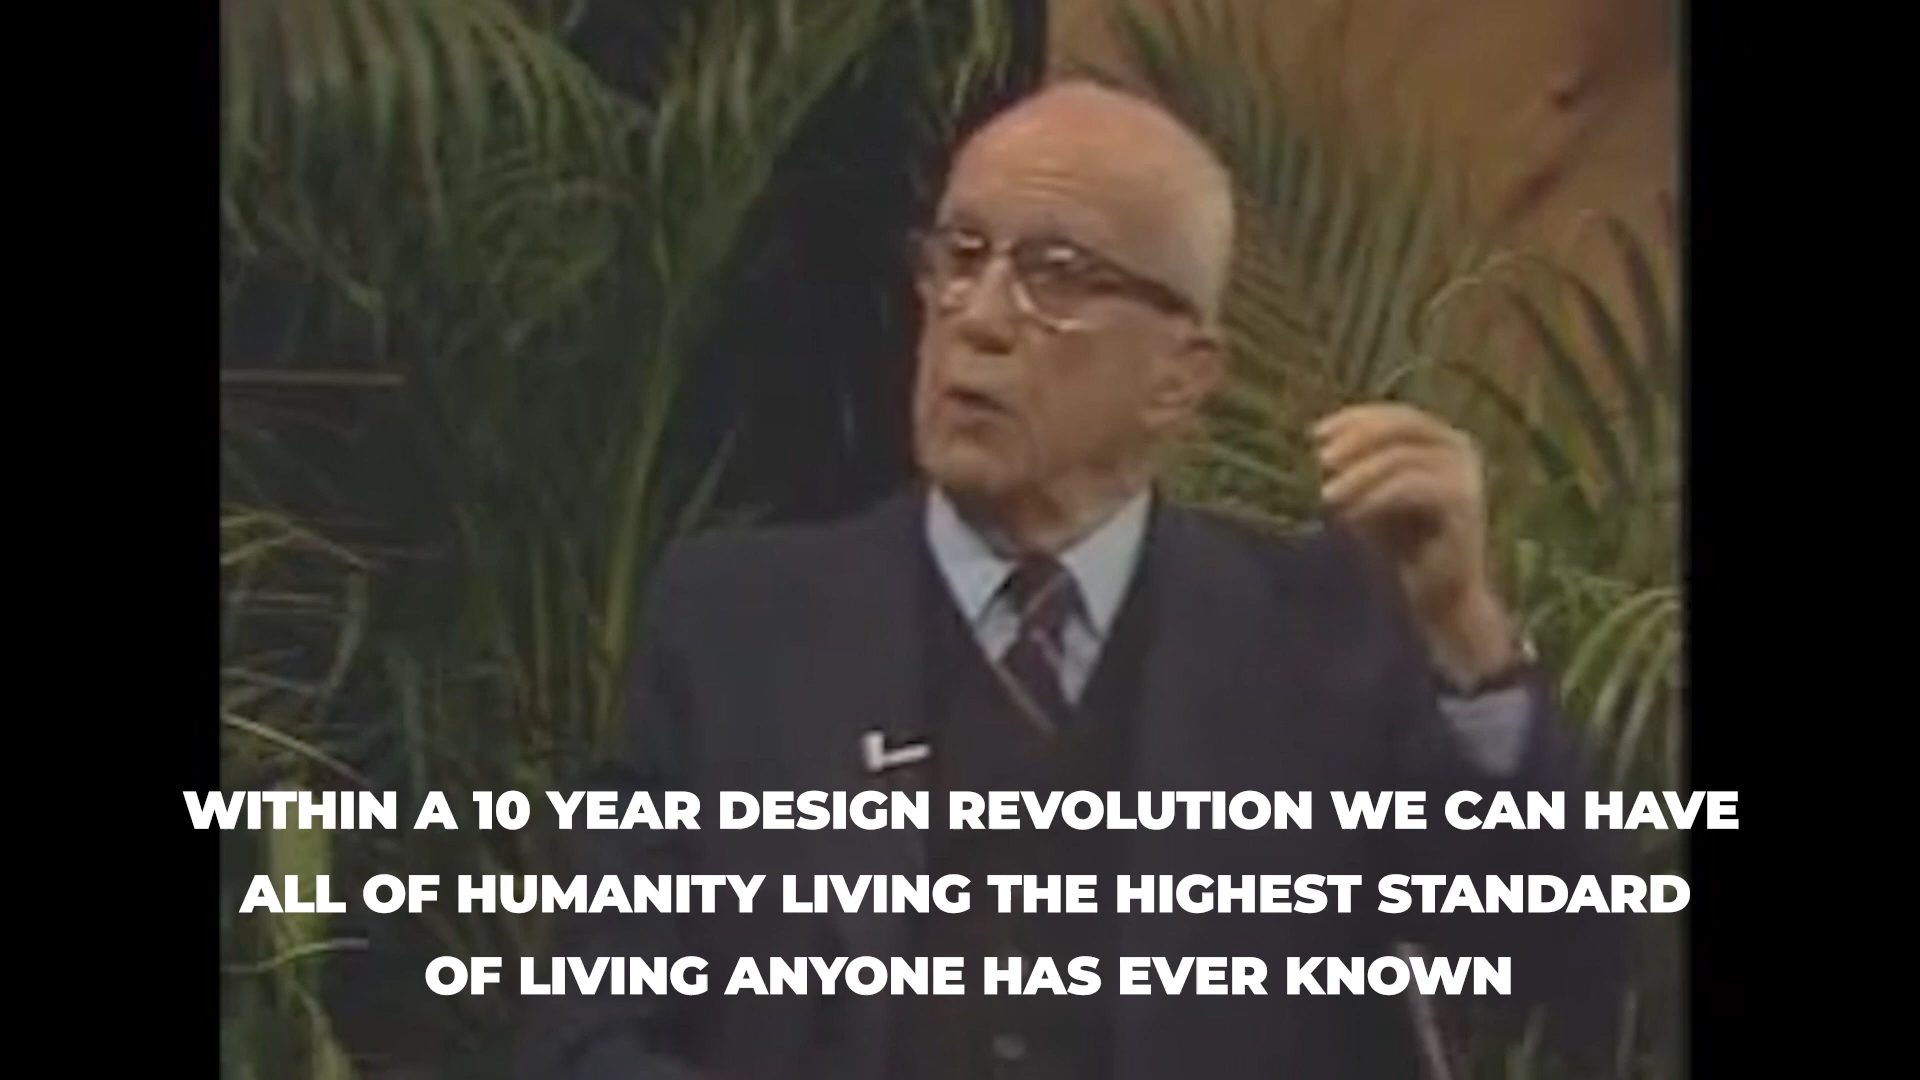 WITHIN A 10 YEAR DESIGN REVOLUTION WE CAN HAVE
ALL OF HUMANITY LIVING THE HIGHEST STANDARD
OF LIVING ANYONE HAS EVER KNOWN